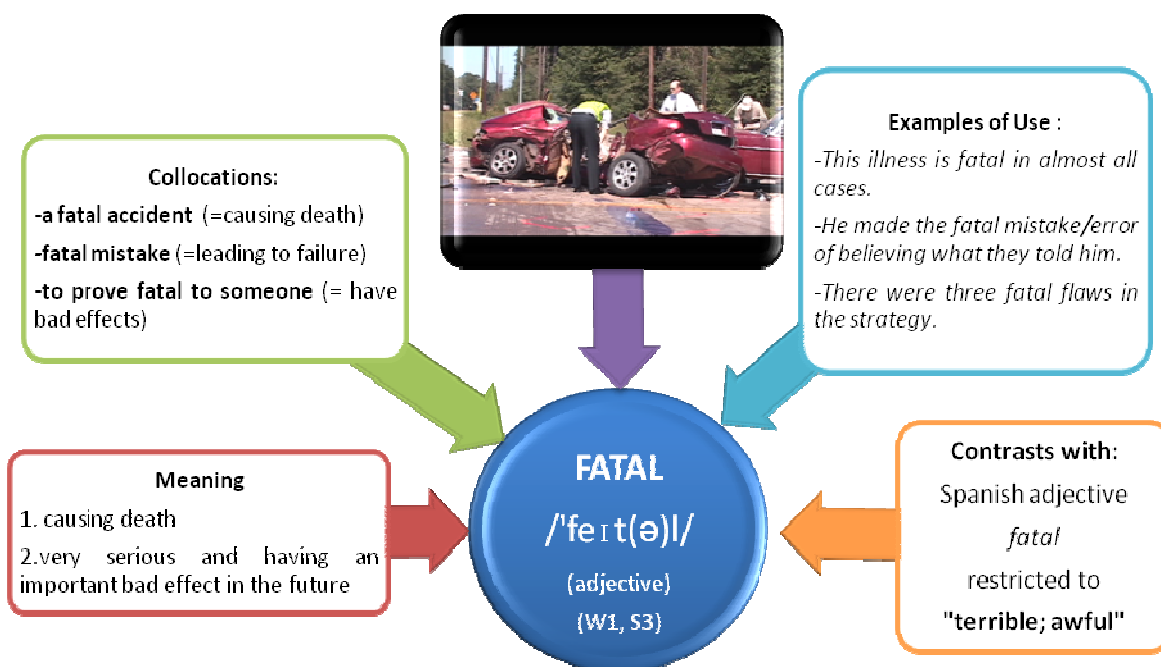 Collocations:
-a fatal accident (=causing death)
-fatal mistake (=leading to failure)
-to prove fatal to someone (= have
bad effects)
Examples of Use :
-This illness is fatal in almost all
cases.
-He made the fatal mistake/error
of believing what they told him.
-There were three fatal flaws in
the strategy.
Meaning
1. causing death
2.very serious and having an
important bad effect in the future
FATAL
/'feɪt(ə)l/
(adjective)
(W1, S3)
Contrasts with:
Spanish adjective
fatal
restricted to
"terrible; awful"